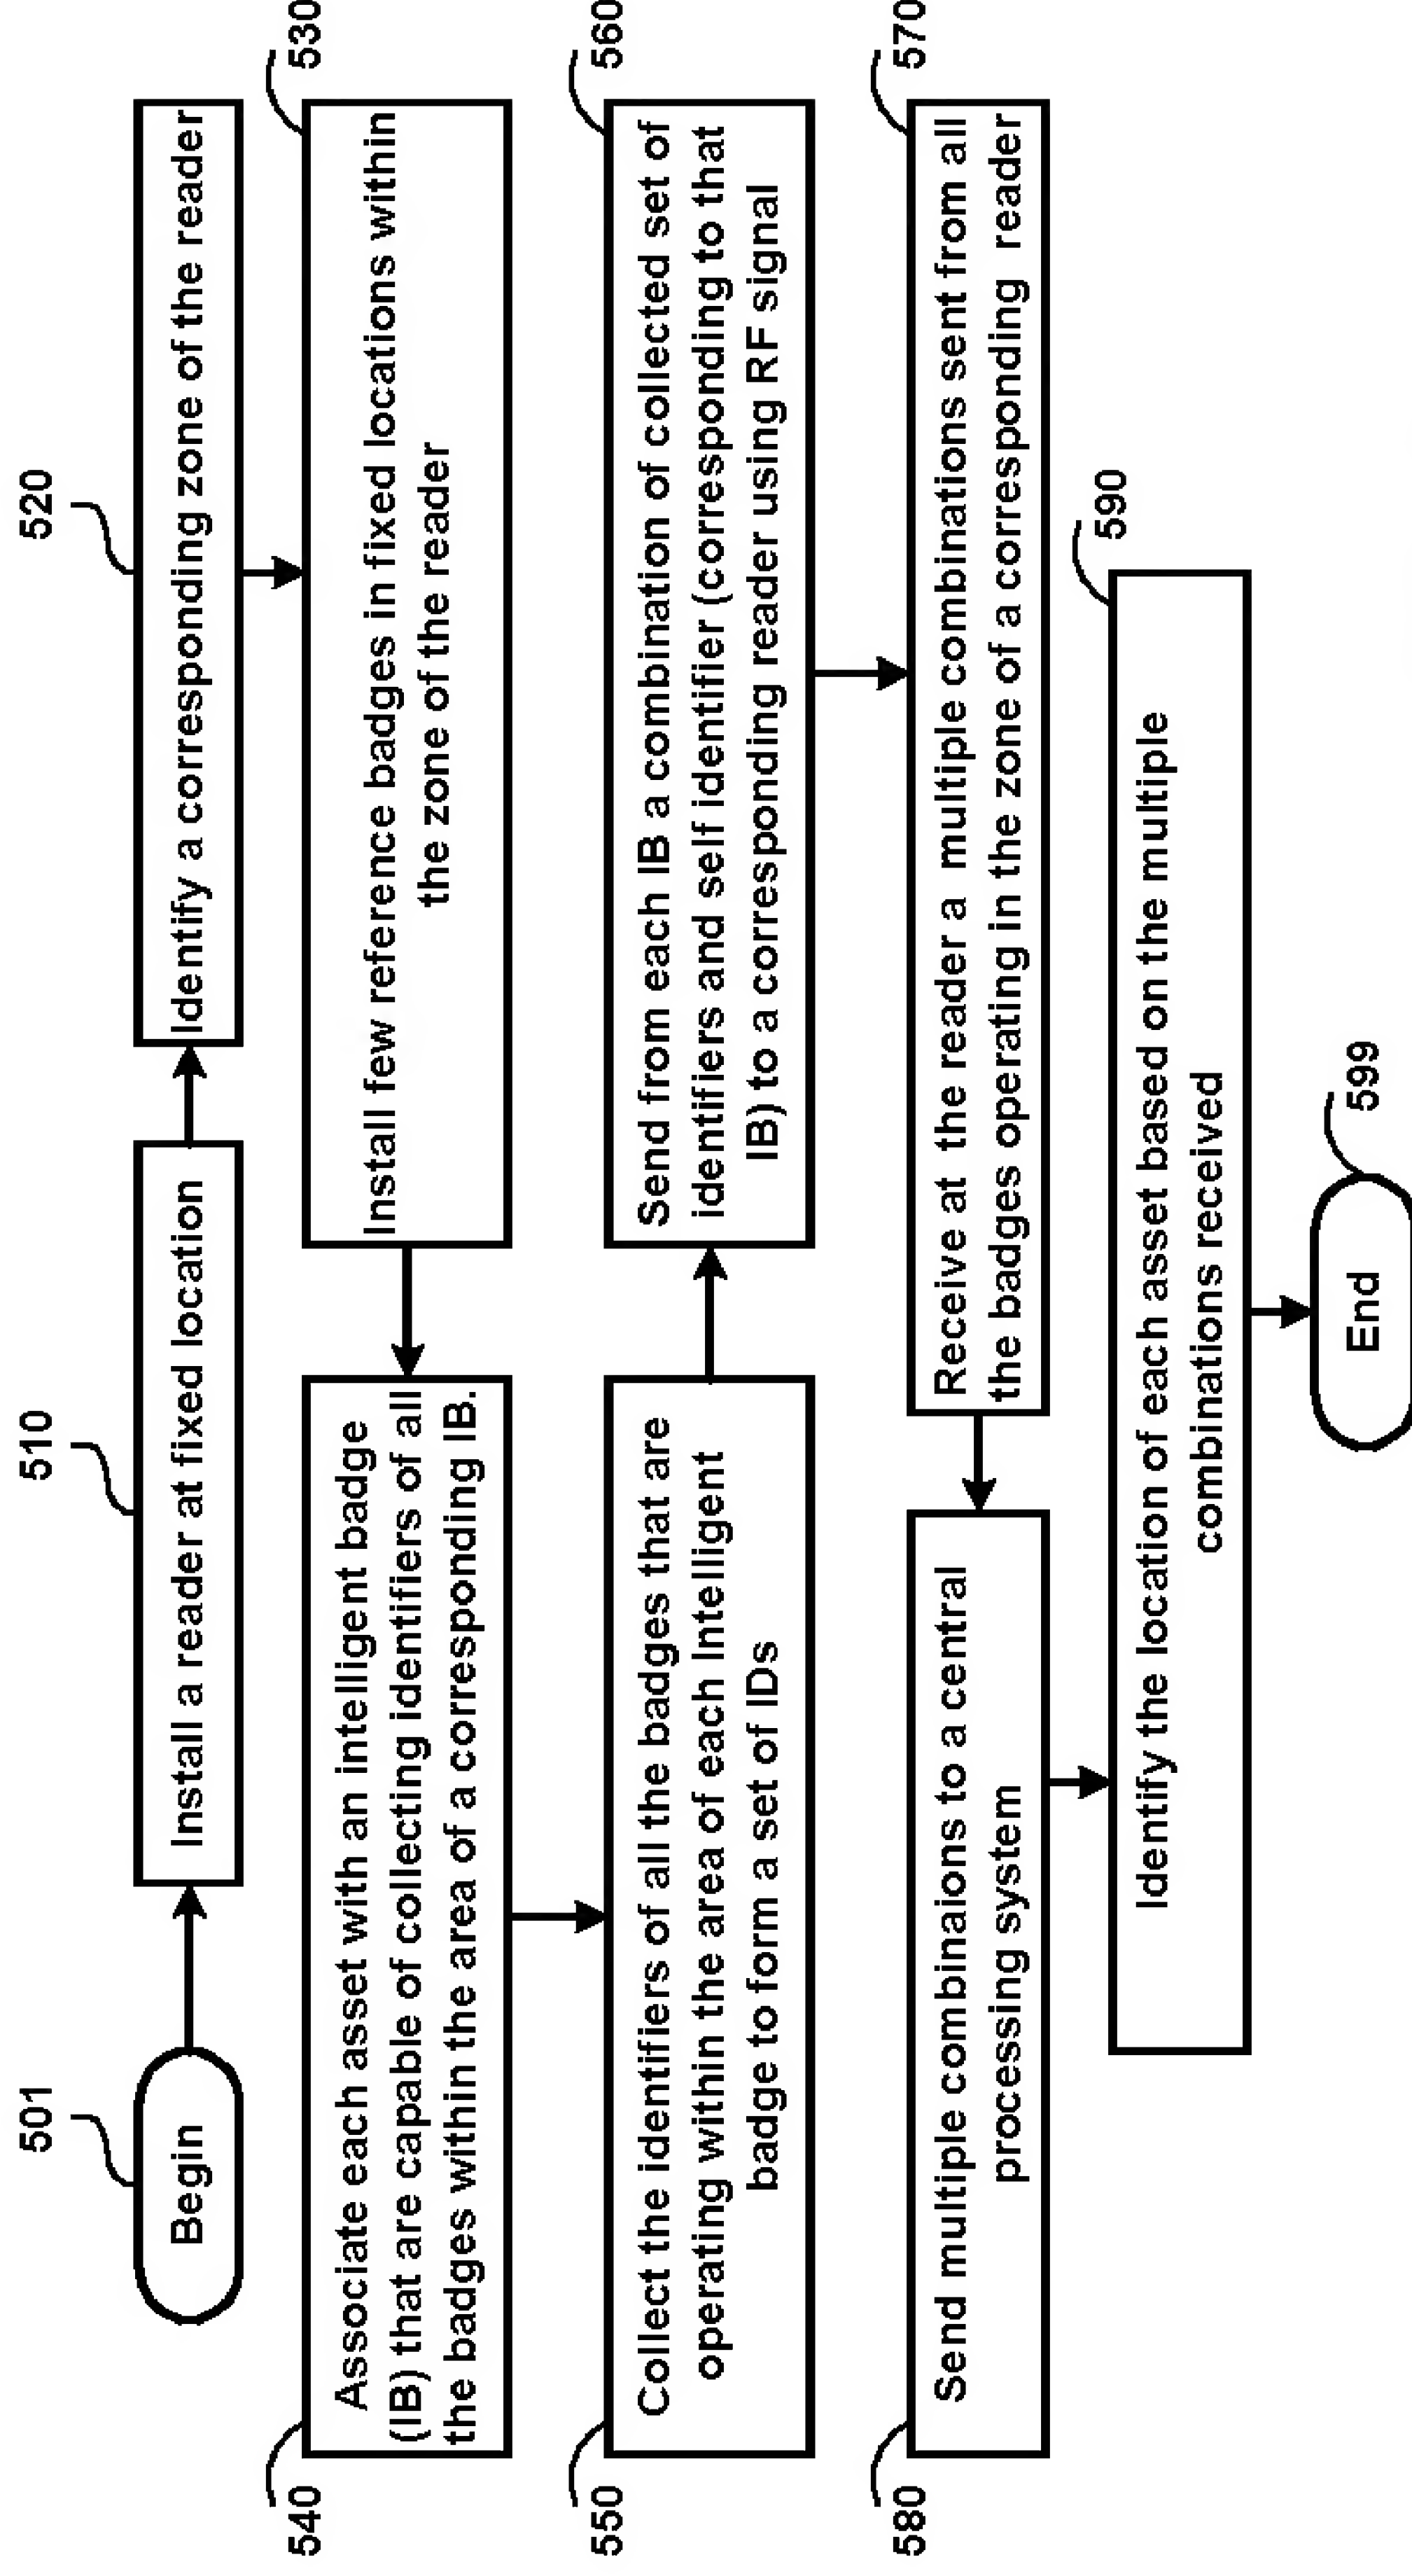 501
Begin
510
Install a reader at fixed location
520
Identify a corresponding zone of the reader
530
Install few reference badges in fixed locations within
the zone of the reader
540
Associate each asset with an intelligent badge
(IB) that are capable of collecting identifiers of all
the badges within the area of a corresponding IB.
550
Collect the identifiers of all the badges that are
operating within the area of each Intelligent
badge to form a set of IDs
560
Send from each IB a combination of collected set of
identifiers and self identifier (corresponding to that
IB) to a corresponding reader using RF signal
570
Receive at the reader a multiple combinations sent from all
the badges operating in the zone of a corresponding reader
580
Send multiple combinaions to a central
processing system
590
Identify the location of each asset based on the multiple
combinations received
599
End